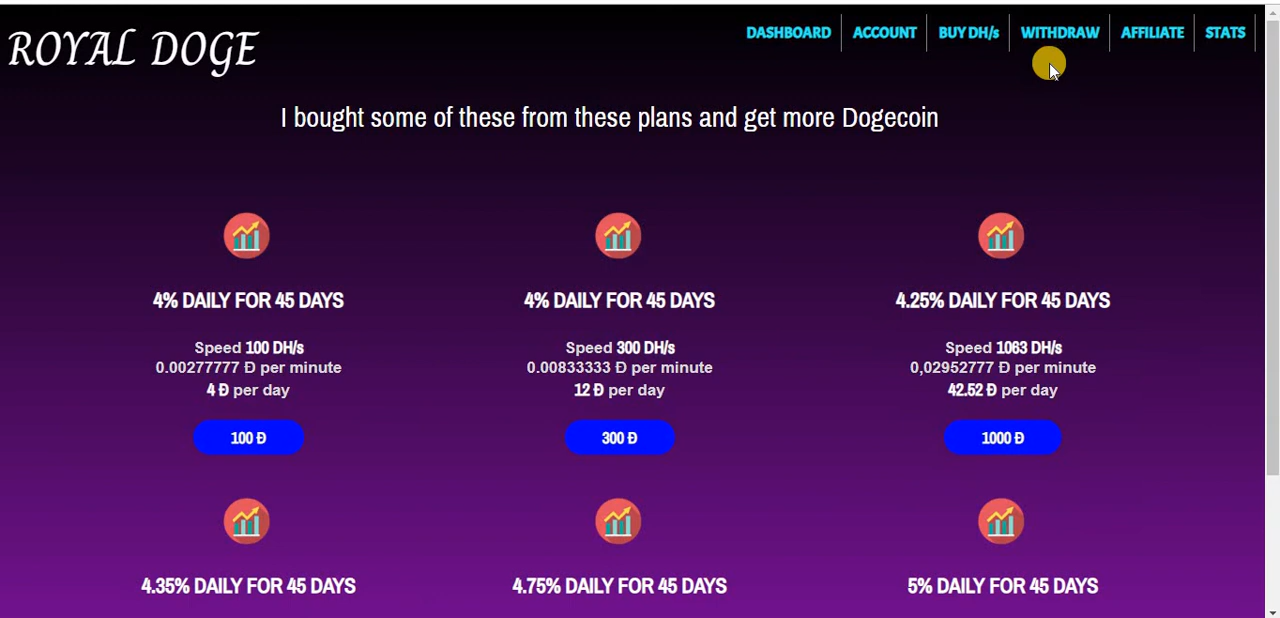 ROYAL DOGE
DASHBOARD ACCOUNT BUY DH/s WITHDRAW AFFILIATE STATS
I bought some of these from these plans and get more Dogecoin
4% DAILY FOR 45 DAYS
Speed 100 DH/s
0.00277777 Đ per minute
4 Đ per day
100 Đ
4% DAILY FOR 45 DAYS
Speed 300 DH/s
0.00833333 Đ per minute
12 Đ per day
300 Đ
4.25% DAILY FOR 45 DAYS
Speed 1063 DH/s
0,02952777 Đ per minute
42.52 Đ per day
1000 Đ
4.35% DAILY FOR 45 DAYS
4.75% DAILY FOR 45 DAYS
5% DAILY FOR 45 DAYS